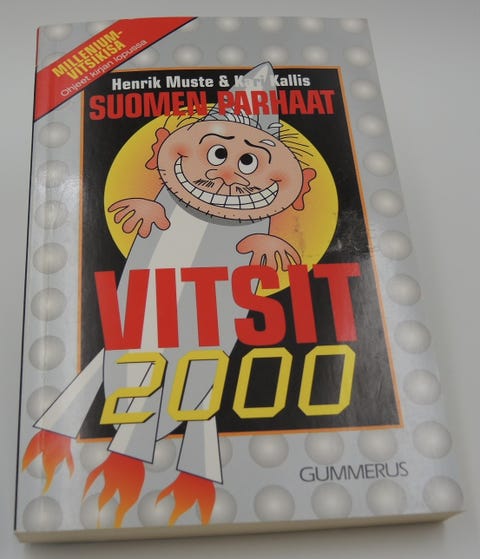 MILLENIUM-
VITSIKISA
Ohjeet kirjan lopussa
Henrik Muste & Kari Kallis
SUOMEN PARHAAT
VITSIT
2000
GUMMERUS